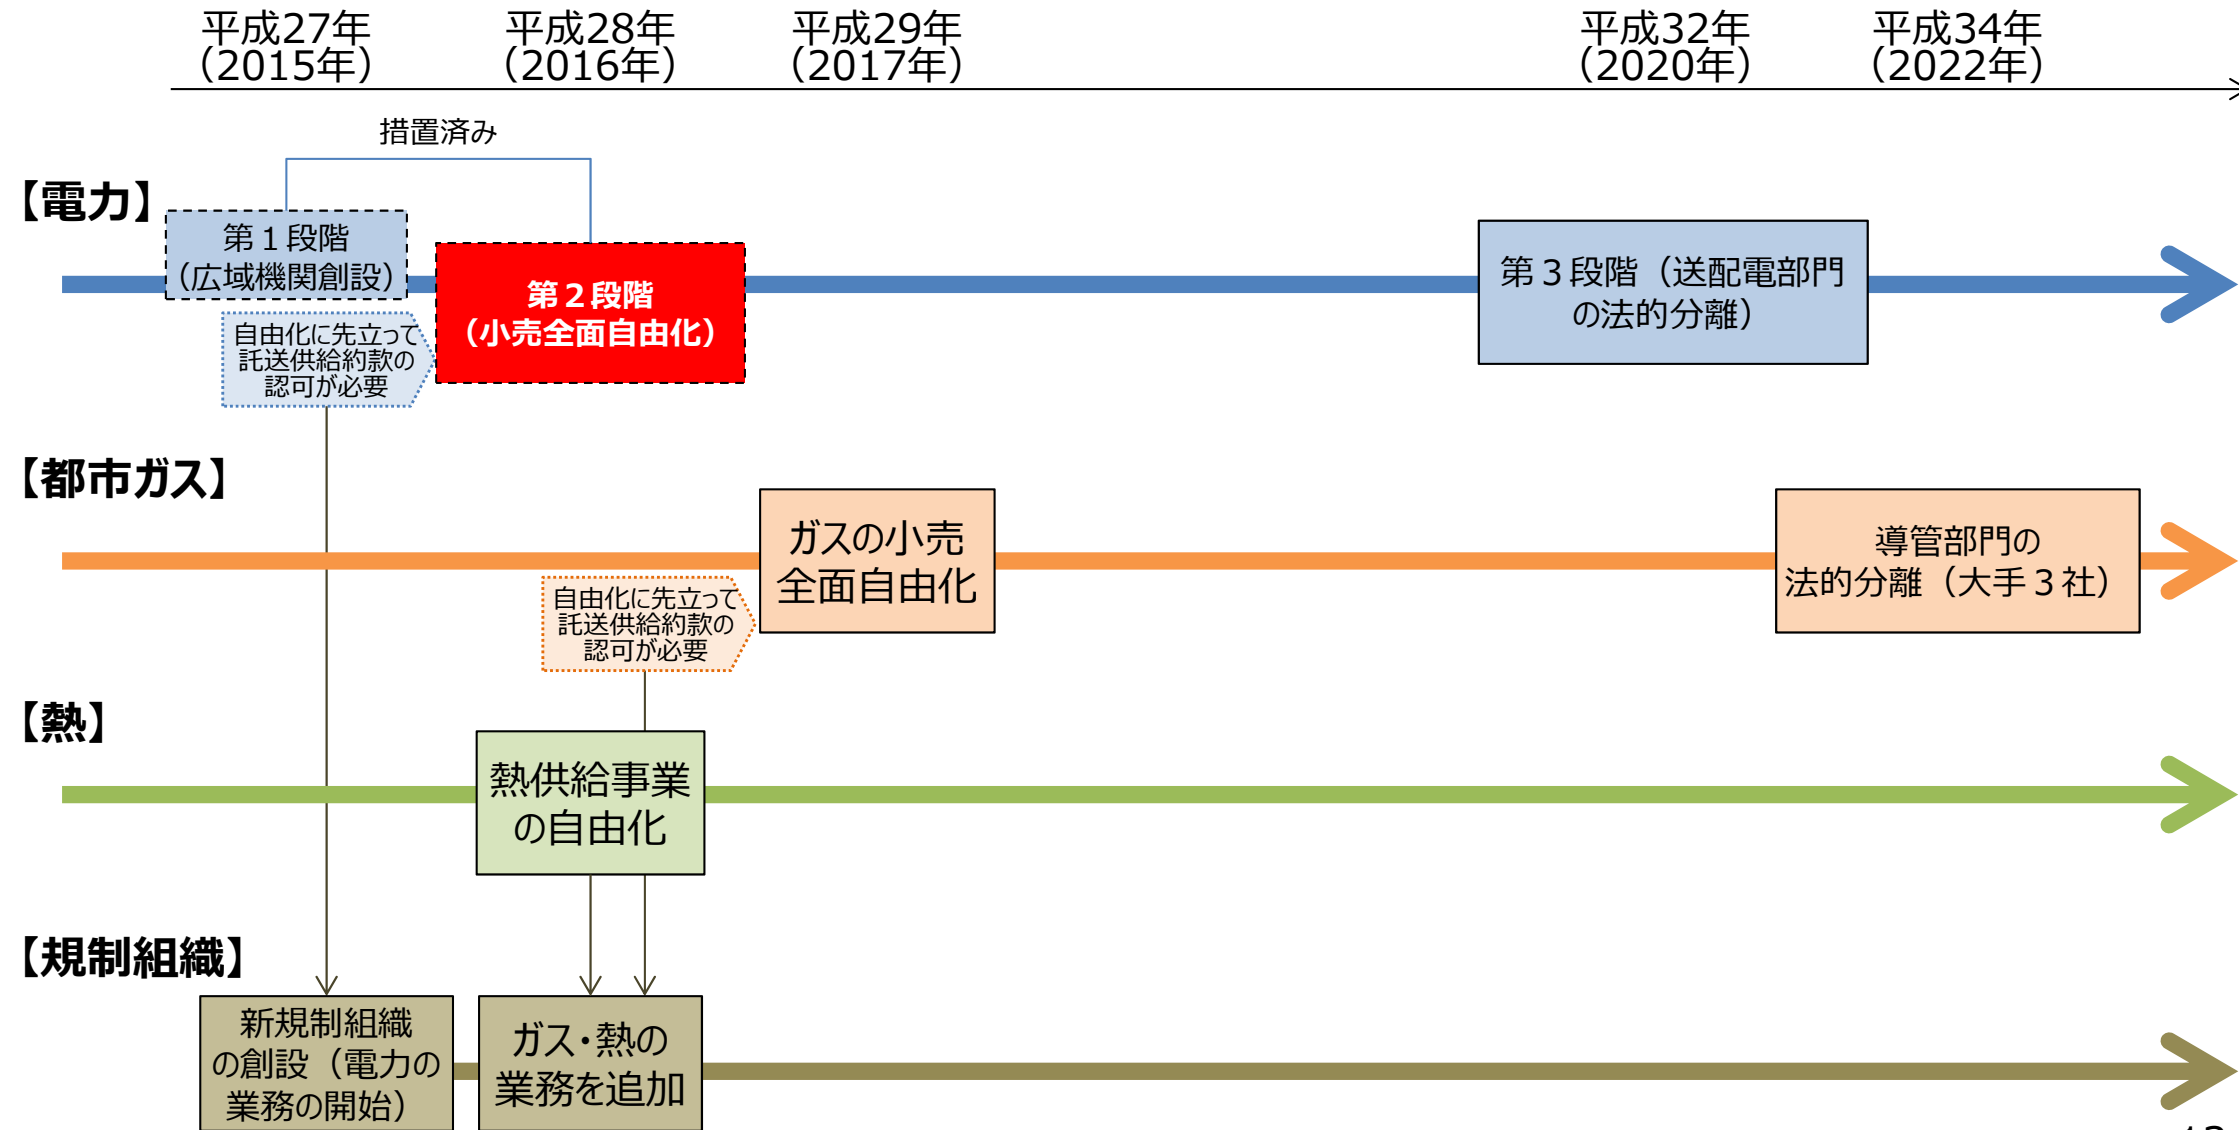 平成27年
（2015年）
平成28年
（2016年）
平成29年
（2017年）
平成32年
（2020年）
平成34年
（2022年）
措置済み
【電力】
第１段階
（広域機関創設）
第２段階
（小売全面自由化）
第３段階（送配電部門
の法的分離）
自由化に先立って
託送供給約款の
認可が必要
【都市ガス】
ガスの小売
全面自由化
導管部門の
法的分離（大手３社）
自由化に先立って
託送供給約款の
認可が必要
【熱】
熱供給事業
の自由化
【規制組織】
新規制組織
の創設（電力の
業務の開始）
ガス・熱の
業務を追加